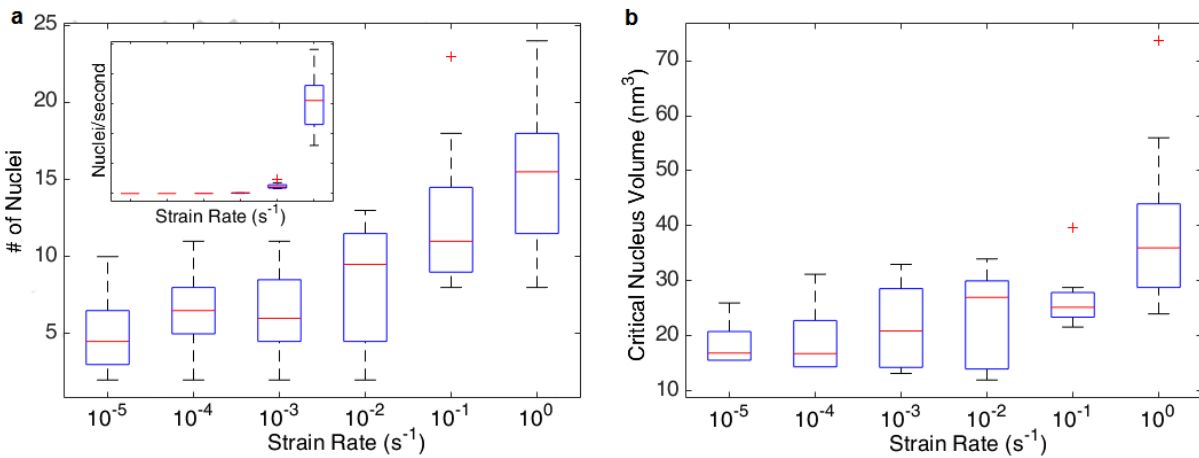 a
25
20
15
10
5
# of Nuclei
Nuclei/second
Strain Rate (s⁻¹)
10⁻⁵ 10⁻⁴ 10⁻³ 10⁻² 10⁻¹ 10⁰
Strain Rate (s⁻¹)
b
70
60
50
40
30
20
10
Critical Nucleus Volume (nm³)
10⁻⁵ 10⁻⁴ 10⁻³ 10⁻² 10⁻¹ 10⁰
Strain Rate (s⁻¹)